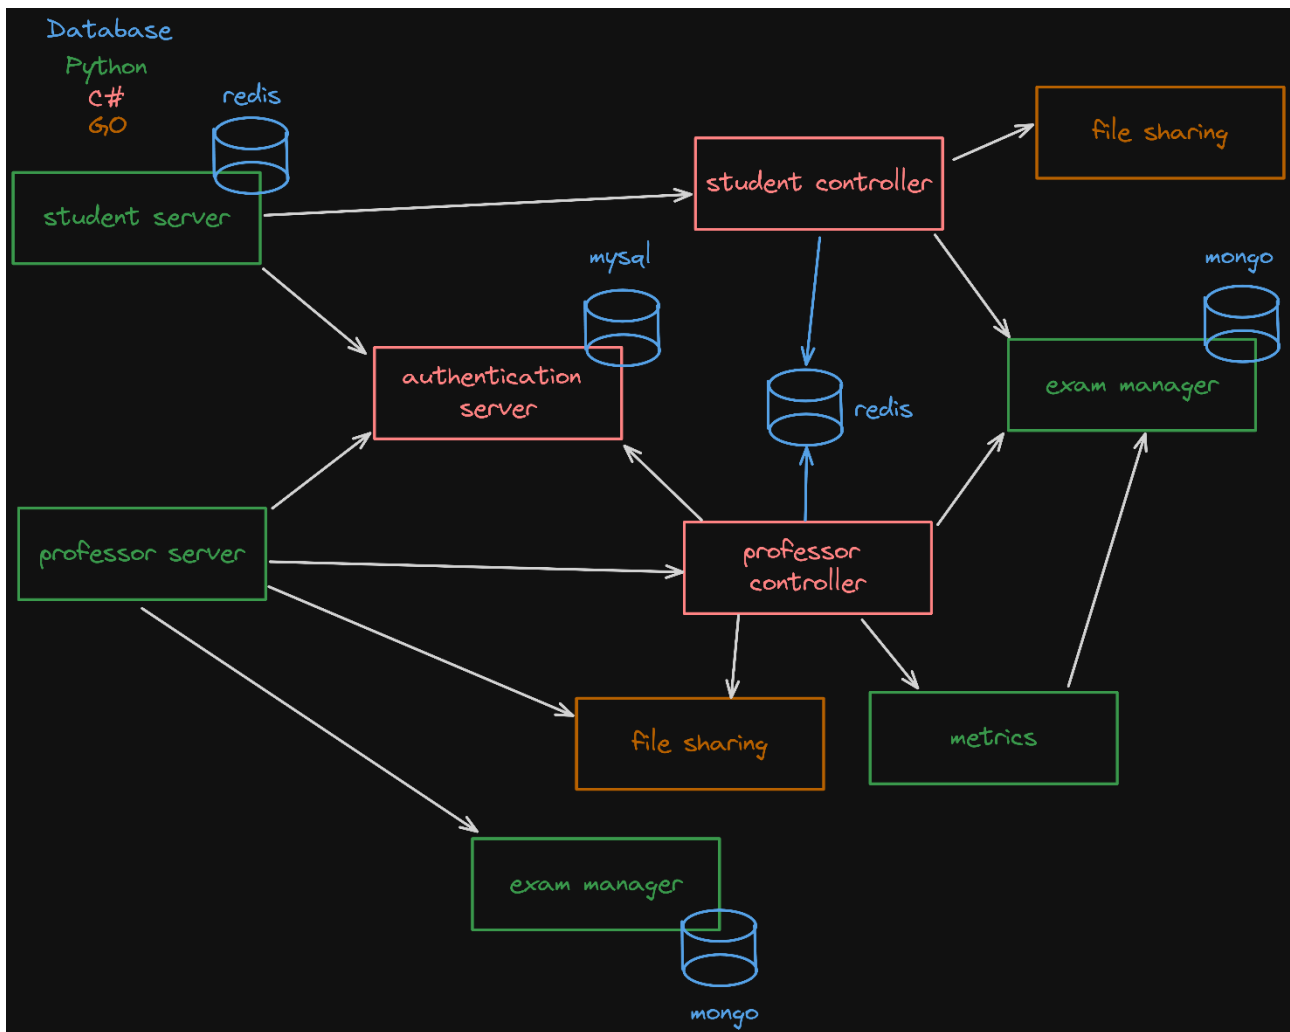 Database
Python
C#
GO
redis
student server
student controller
file sharing
mysql
mongo
authentication
server
redis
exam manager
professor server
professor
controller
file sharing
metrics
exam manager
mongo